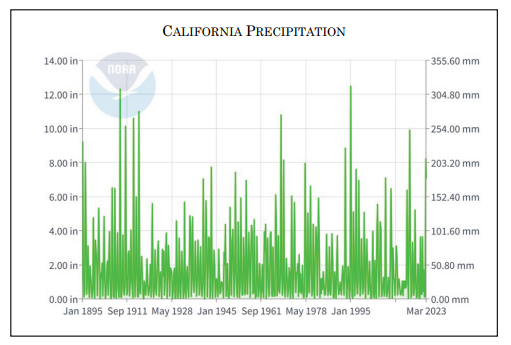 CALIFORNIA PRECIPITATION
NOAA
14.00 in
12.00 in
10.00 in
8.00 in
6.00 in
4.00 in
2.00 in
0.00 in
355.60 mm
304.80 mm
254.00 mm
203.20 mm
152.40 mm
101.60 mm
50.80 mm
0.00 mm
Jan 1895 Sep 1911 May 1928 Jan 1945 Sep 1961 May 1978 Jan 1995 Mar 2023